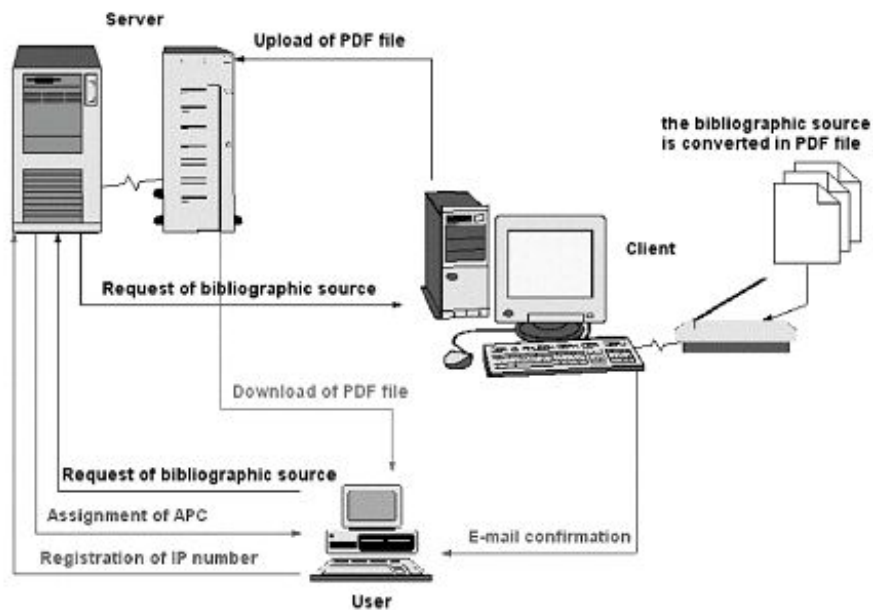 Server
Upload of PDF file
the bibliographic source
is converted in PDF file
Client
Request of bibliographic source
Download of PDF file
Request of bibliographic source
Assignment of APC
E-mail confirmation
Registration of IP number
User